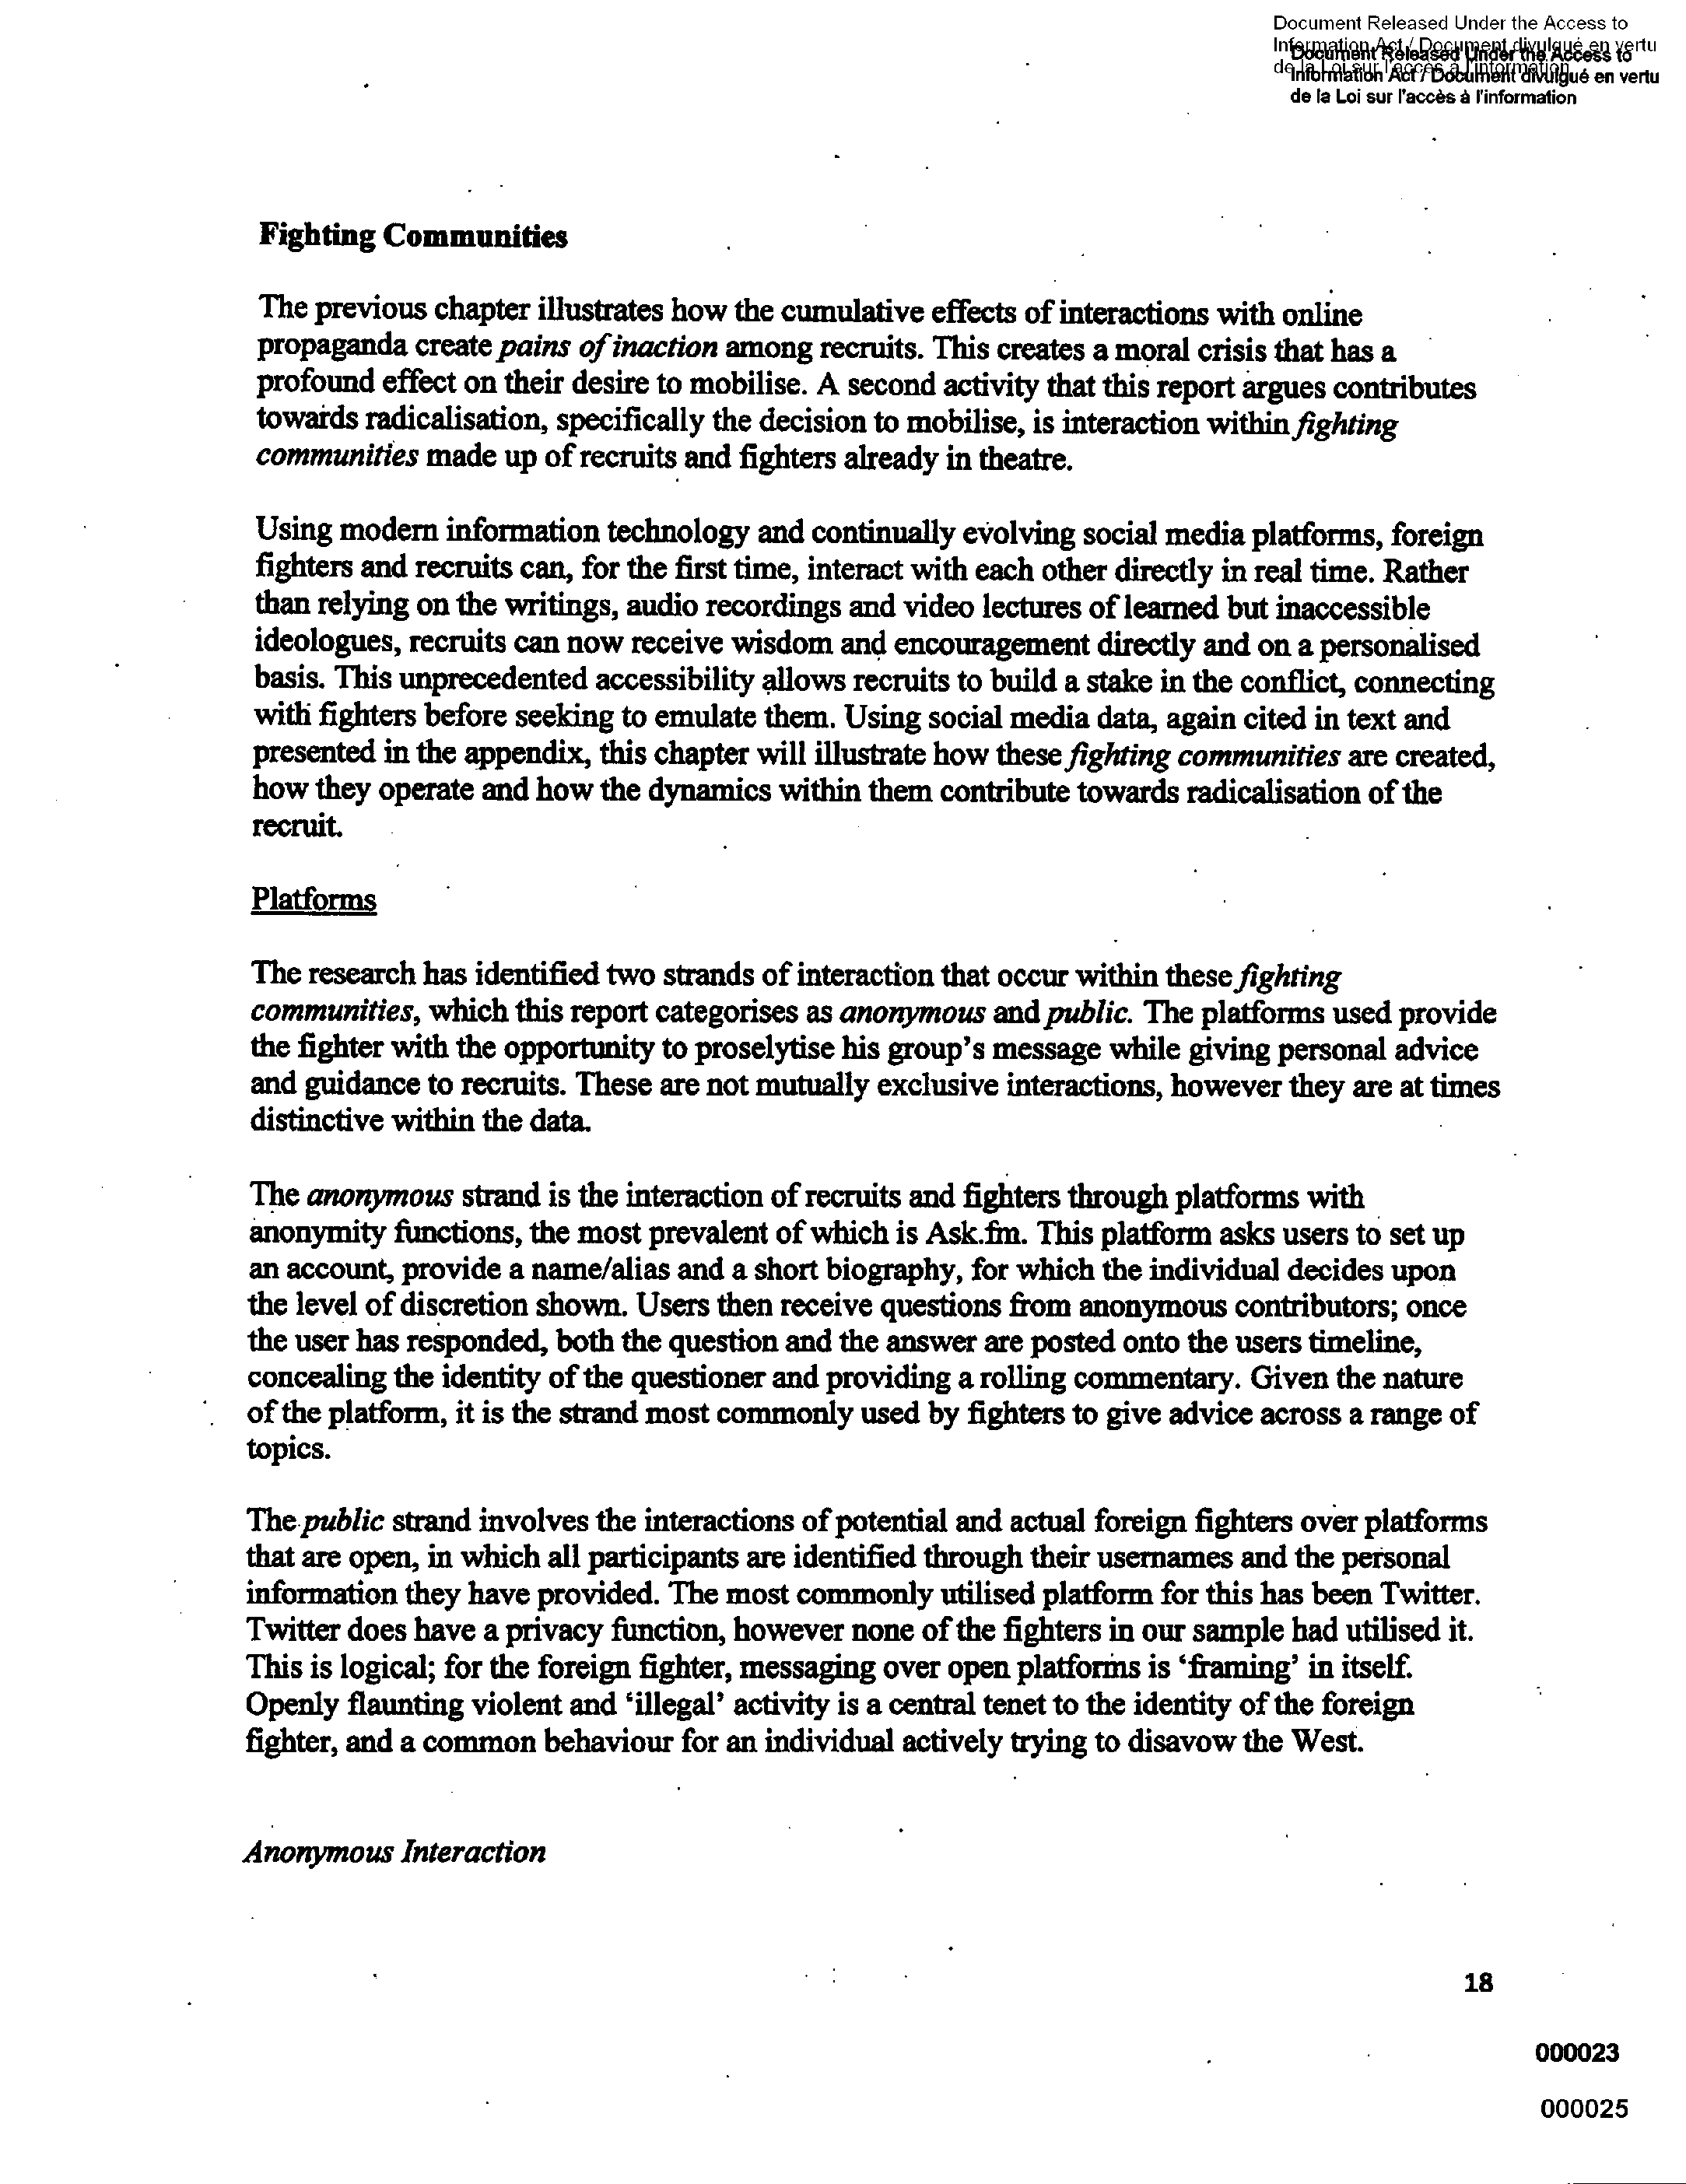 Document Released Under the Access to
Information Act / Document divulgué en vertu
de la Loi sur l'accès à l'information
Document Released Under the Access to
Information Act / Document divulgué en vertu
de la Loi sur l'accès à l'information
Fighting Communities
The previous chapter illustrates how the cumulative effects of interactions with online
propaganda create pains of inaction among recruits. This creates a moral crisis that has a
profound effect on their desire to mobilise. A second activity that this report argues contributes
towards radicalisation, specifically the decision to mobilise, is interaction within fighting
communities made up of recruits and fighters already in theatre.
Using modern information technology and continually evolving social media platforms, foreign
fighters and recruits can, for the first time, interact with each other directly in real time. Rather
than relying on the writings, audio recordings and video lectures of learned but inaccessible
ideologues, recruits can now receive wisdom and encouragement directly and on a personalised
basis. This unprecedented accessibility allows recruits to build a stake in the conflict, connecting
with fighters before seeking to emulate them. Using social media data, again cited in text and
presented in the appendix, this chapter will illustrate how these fighting communities are created,
how they operate and how the dynamics within them contribute towards radicalisation of the
recruit.
Platforms
The research has identified two strands of interaction that occur within these fighting
communities, which this report categorises as anonymous and public. The platforms used provide
the fighter with the opportunity to proselytise his group's message while giving personal advice
and guidance to recruits. These are not mutually exclusive interactions, however they are at times
distinctive within the data.
The anonymous strand is the interaction of recruits and fighters through platforms with
anonymity functions, the most prevalent of which is Ask.fm. This platform asks users to set up
an account, provide a name/alias and a short biography, for which the individual decides upon
the level of discretion shown. Users then receive questions from anonymous contributors; once
the user has responded, both the question and the answer are posted onto the users timeline,
concealing the identity of the questioner and providing a rolling commentary. Given the nature
of the platform, it is the strand most commonly used by fighters to give advice across a range of
topics.
The public strand involves the interactions of potential and actual foreign fighters over platforms
that are open, in which all participants are identified through their usernames and the personal
information they have provided. The most commonly utilised platform for this has been Twitter.
Twitter does have a privacy function, however none of the fighters in our sample had utilised it.
This is logical; for the foreign fighter, messaging over open platforms is 'framing' in itself.
Openly flaunting violent and 'illegal' activity is a central tenet to the identity of the foreign
fighter, and a common behaviour for an individual actively trying to disavow the West.
Anonymous Interaction
18
000023
000025